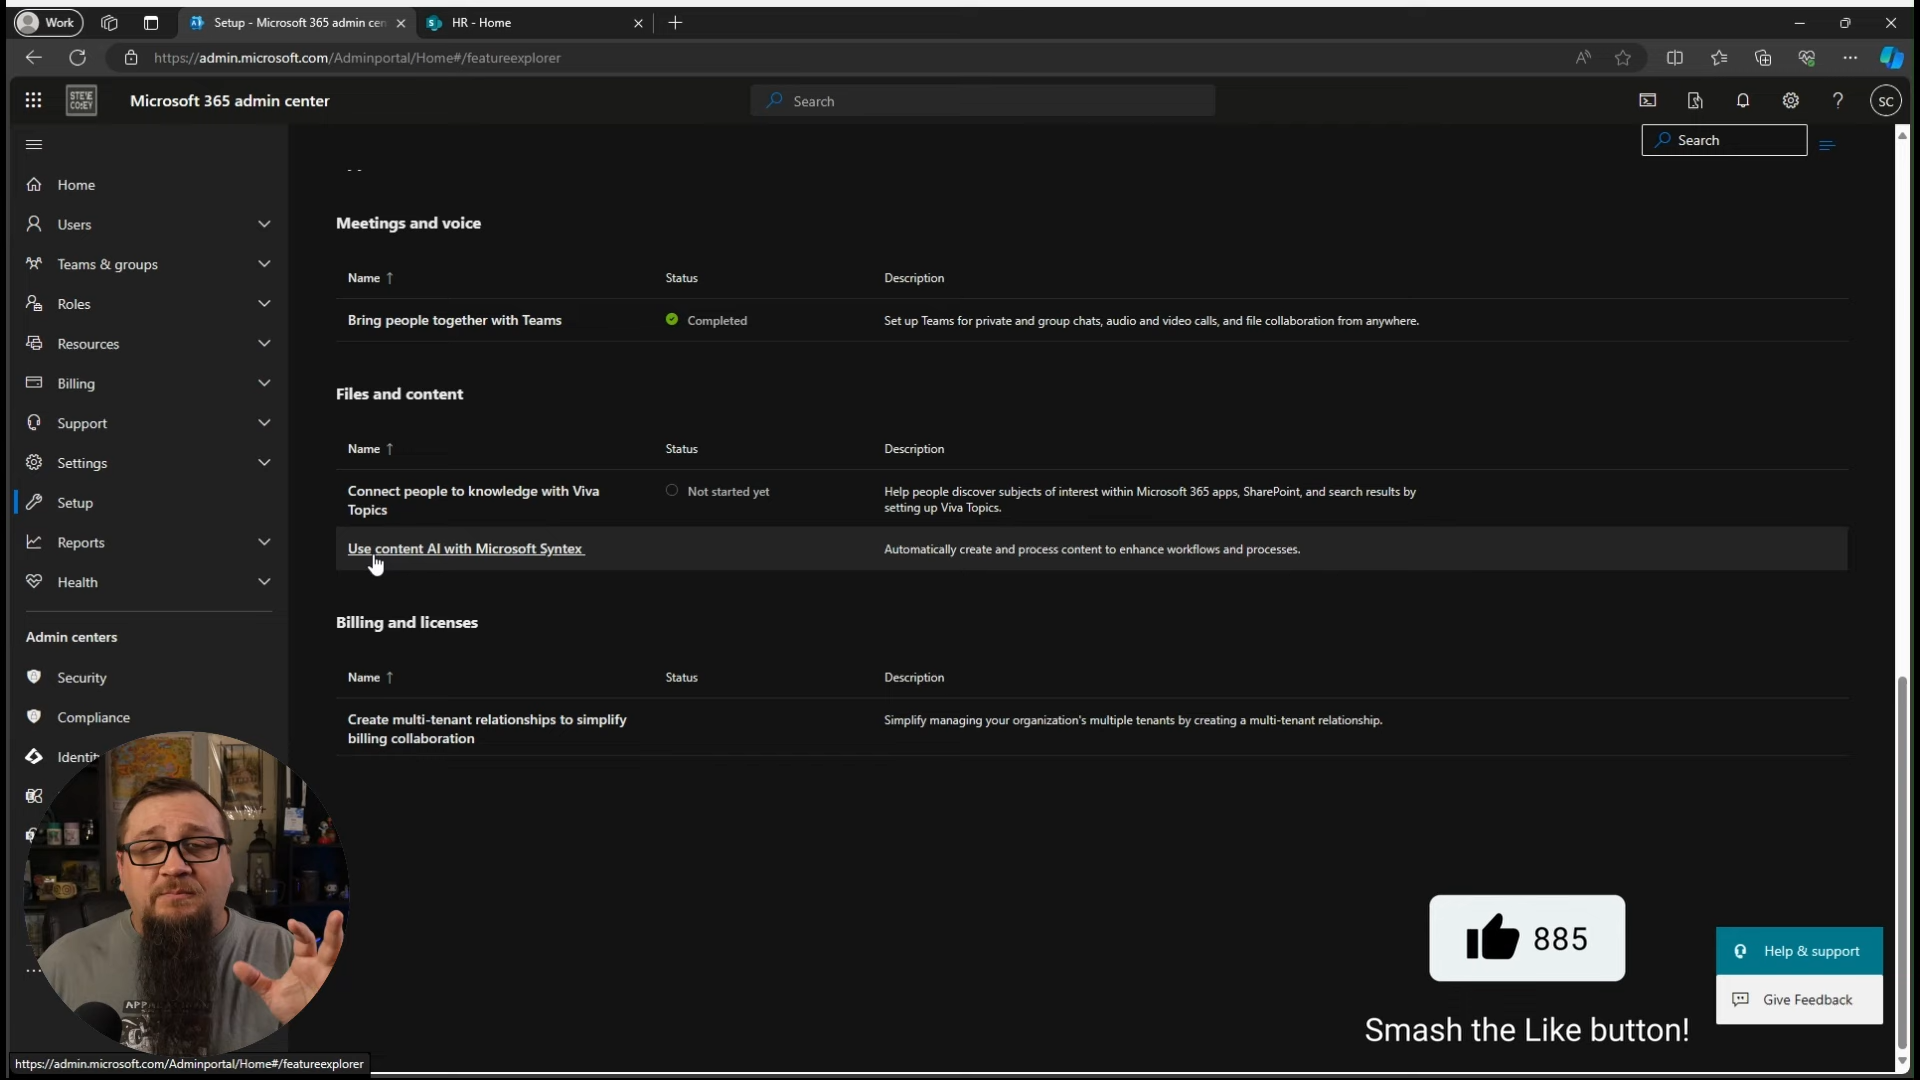 Work
Setup - Microsoft 365 admin cen
HR - Home
https://admin.microsoft.com/Adminportal/Home#/featureexplorer
STEVE
COREY
Microsoft 365 admin center
Search
SC
Search
Home
Users
Teams & groups
Roles
Resources
Billing
Support
Settings
Setup
Reports
Health
Admin centers
Security
Compliance
Identit
Meetings and voice
Name ↑ Status Description
Bring people together with Teams Completed Set up Teams for private and group chats, audio and video calls, and file collaboration from anywhere.
Files and content
Name ↑ Status Description
Connect people to knowledge with Viva Not started yet Help people discover subjects of interest within Microsoft 365 apps, SharePoint, and search results by
Topics setting up Viva Topics.
Use content AI with Microsoft Syntex Automatically create and process content to enhance workflows and processes.
Billing and licenses
Name ↑ Status Description
Create multi-tenant relationships to simplify Simplify managing your organization's multiple tenants by creating a multi-tenant relationship.
billing collaboration
885
Smash the Like button!
Help & support
Give Feedback
https://admin.microsoft.com/Adminportal/Home#/featureexplorer